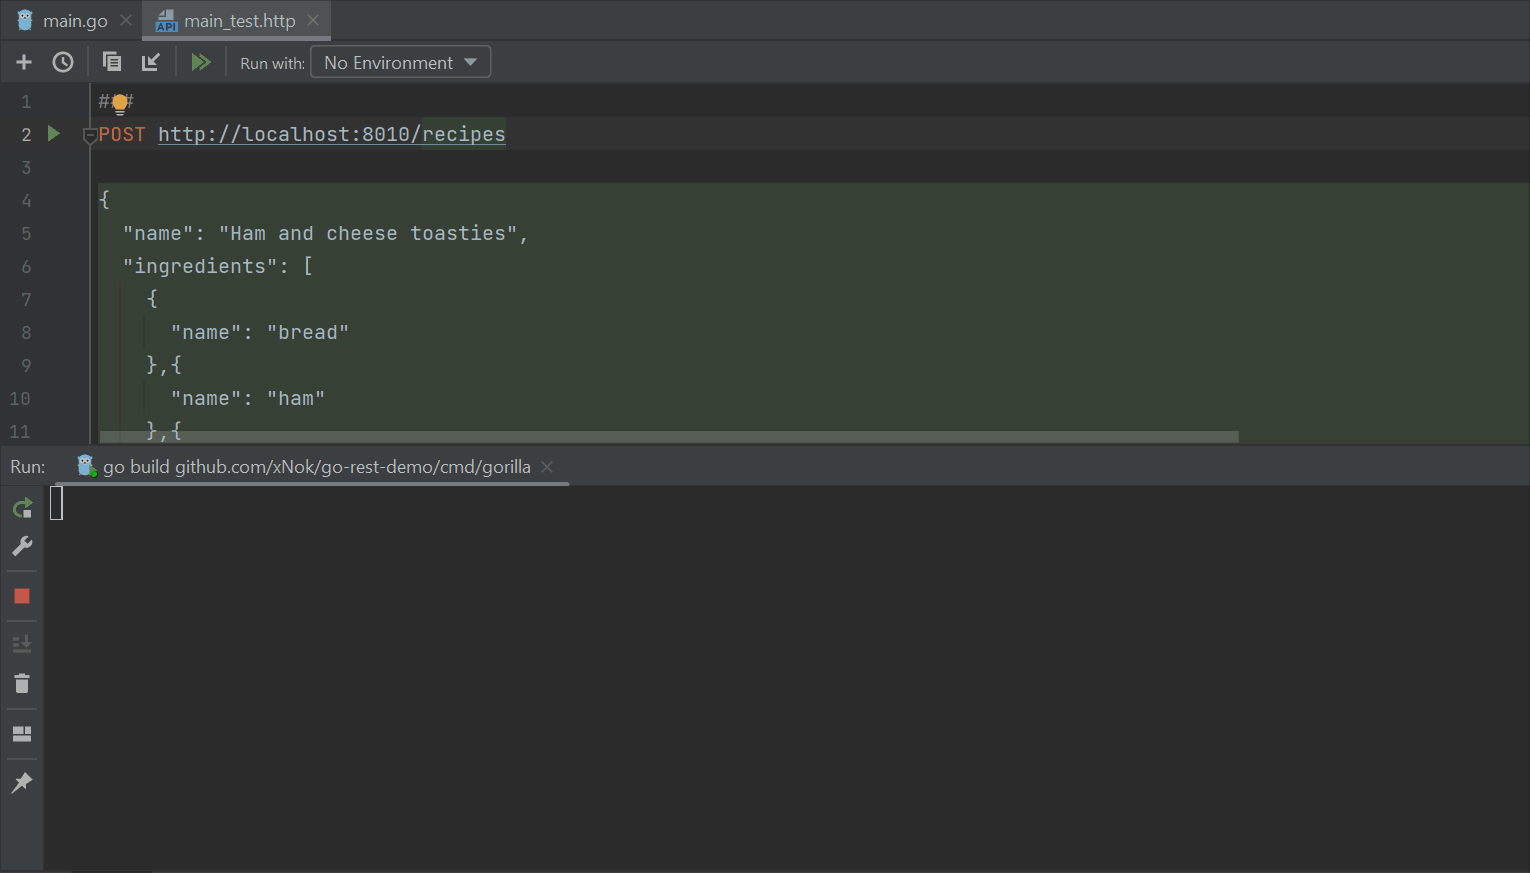 main.go
main_test.http
API
Run with: No Environment
1 ###
2 POST http://localhost:8010/recipes
3
4 {
5 "name": "Ham and cheese toasties",
6 "ingredients": [
7 {
8 "name": "bread"
9 },{
10 "name": "ham"
11 },{
Run: go build github.com/xNok/go-rest-demo/cmd/gorilla